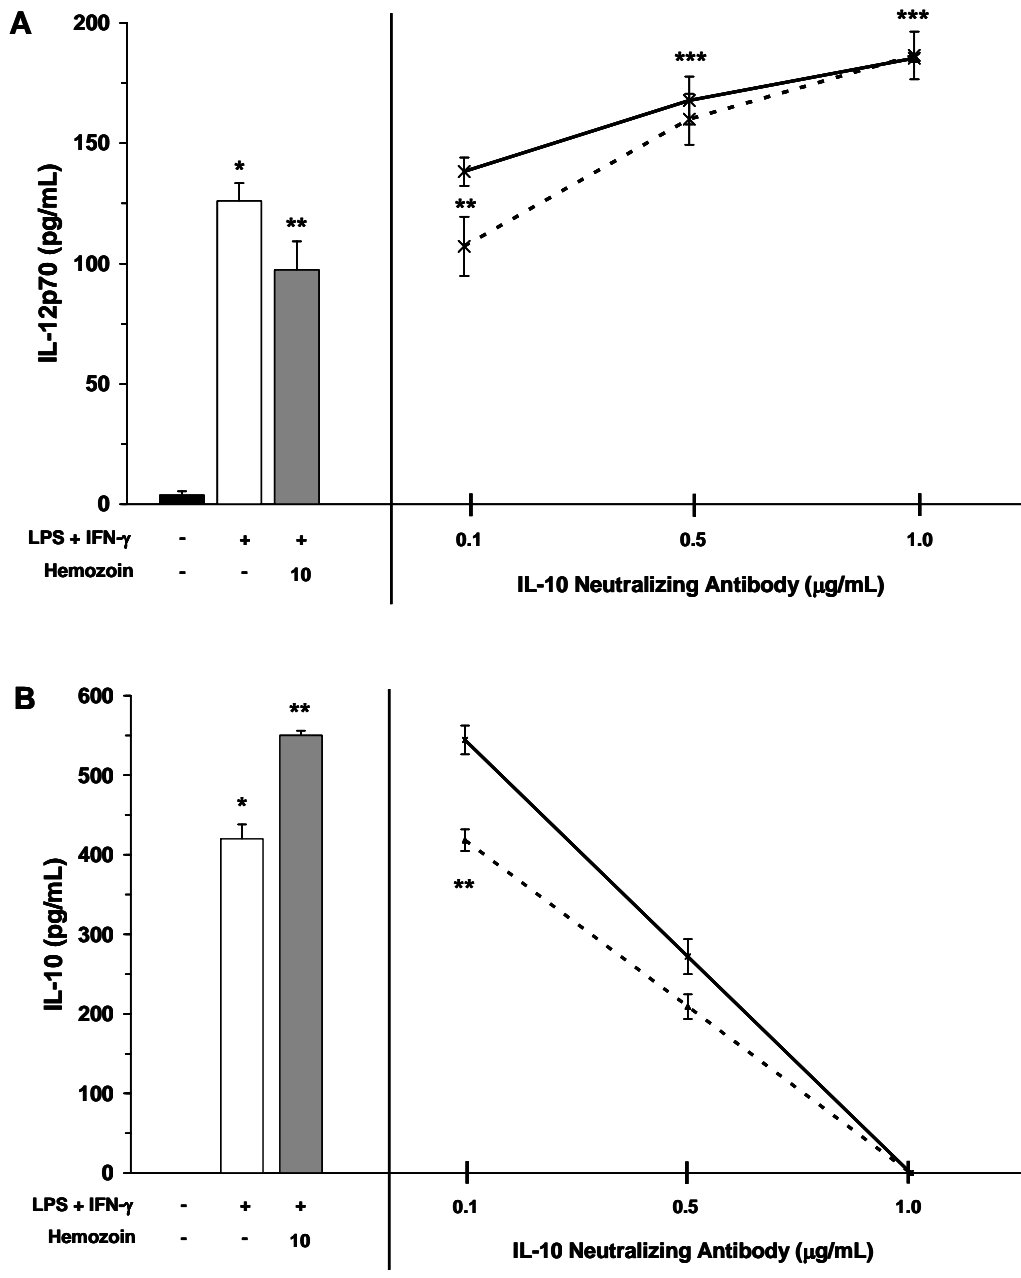 A
200
150
100
50
0
IL-12p70 (pg/mL)
*
**
**
***
***
LPS + IFN-γ - + +
Hemozoin - - 10
0.1 0.5 1.0
IL-10 Neutralizing Antibody (μg/mL)
B
600
500
400
300
200
100
0
IL-10 (pg/mL)
*
**
**
LPS + IFN-γ - + +
Hemozoin - - 10
0.1 0.5 1.0
IL-10 Neutralizing Antibody (μg/mL)